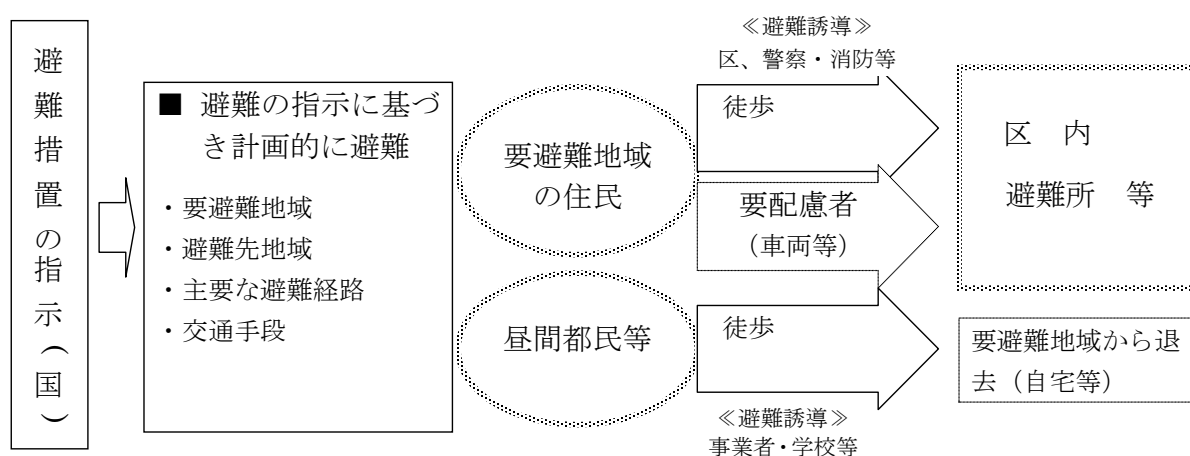 避難措置の指示（国）
■ 避難の指示に基づ
き計画的に避難
・要避難地域
・避難先地域
・主要な避難経路
・交通手段
要避難地域
の住民
昼間都民等
≪避難誘導≫
区、警察・消防等
徒歩
要配慮者
（車両等）
徒歩
≪避難誘導≫
事業者・学校等
区　内
避難所　等
要避難地域から退
去（自宅等）